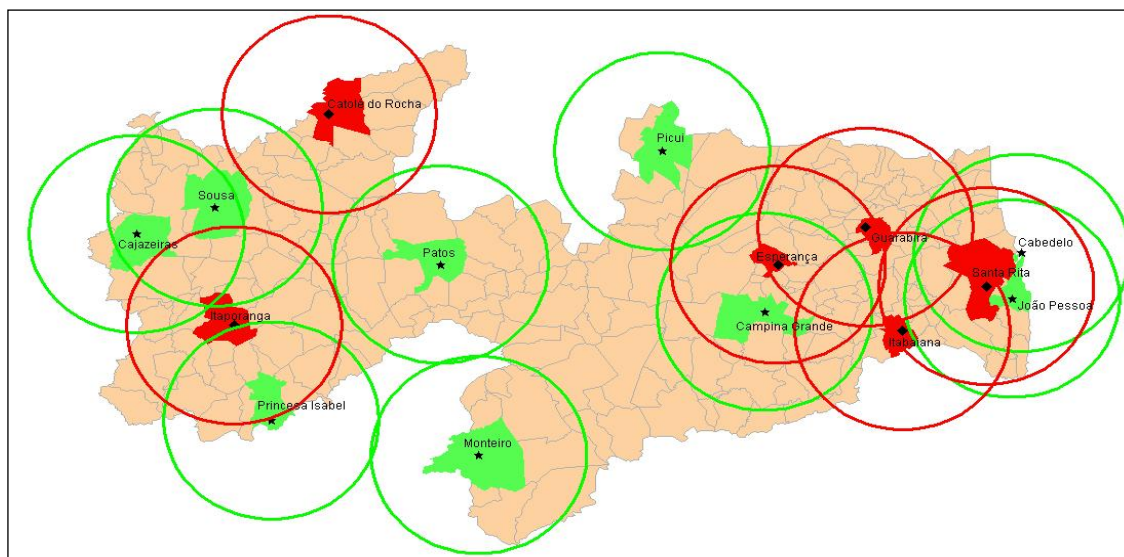 Catolé do Rocha
Picuí
Sousa
Cajazeiras
Patos
Guarabira
Cabedelo
Esperança
Santa Rita
João Pessoa
Itaporanga
Campina Grande
Itabaiana
Princesa Isabel
Monteiro